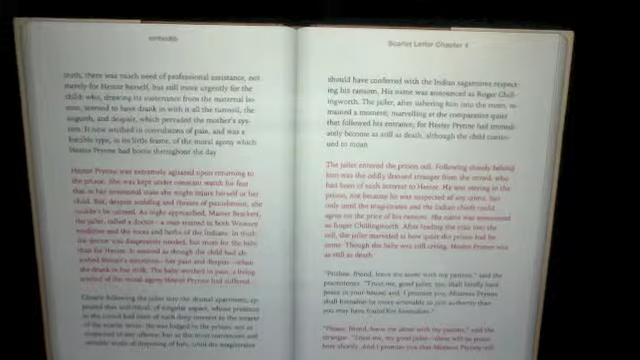 truth, there was much need of professional assistance, not
merely for Hester herself, but still more urgently for the
child; who, drawing its sustenance from the maternal bo-
som, seemed to have drank in with it all the turmoil, the
anguish, and despair, which pervaded the mother's sys-
tem. It now writhed in convulsions of pain, and was a
forcible type, in its little frame, of the moral agony which
Hester Prynne had borne throughout the day
Hester Prynne was extremely agitated upon returning to
the prison. She was kept under constant watch for fear
that in her emotional state she might injure herself or her
child. But, despite scolding and threats of punishment, she
couldn't be calmed. As night approached, Master Brackett,
the jailer, called a doctor—a man trained in both Western
medicine and the roots and herbs of the Indians. In truth
the doctor was desperately needed, but more for the baby
than for Hester. It seemed as though the child had ab-
sorbed Hester's emotions—her pain and despair—when
she drank in her milk. The baby writhed in pain, a living
symbol of the moral agony Hester Prynne had suffered.
Closely following the jailer into the dismal apartment, ap-
peared that individual, of singular aspect, whose presence
in the crowd had been of such deep interest to the wearer
of the scarlet letter. He was lodged in the prison, not as
suspected of any offence, but as the most convenient and
suitable mode of disposing of him, until the magistrates
Scarlet Letter Chapter 4
should have conferred with the Indian sagamores respect-
ing his ransom. His name was announced as Roger Chill-
ingworth. The jailer, after ushering him into the room, re-
mained a moment, marvelling at the comparative quiet
that followed his entrance; for Hester Prynne had immedi-
ately become as still as death, although the child contin-
ued to moan
The jailer entered the prison cell. Following closely behind
him was the oddly dressed stranger from the crowd, who
had been of such interest to Hester. He was staying in the
prison, not because he was suspected of any crime, but
only until the magistrates and the Indian chiefs could
agree on the price of his ransom. His name was announced
as Roger Chillingworth. After leading the man into the
cell, the jailer marveled at how quiet the prison had be-
come. Though the baby was still crying, Hester Prynne was
as still as death.
"Prithee, friend, leave me alone with my patient," said the
practitioner. "Trust me, good jailer, you shall briefly have
peace in your house; and, I promise you, Mistress Prynne
shall hereafter be more amenable to just authority than
you may have found her heretofore."
"Please, friend, leave me alone with my patient," said the
stranger. "Trust me, my good jailer—there will be peace
here shortly. And I promise you that Mistress Prynne will